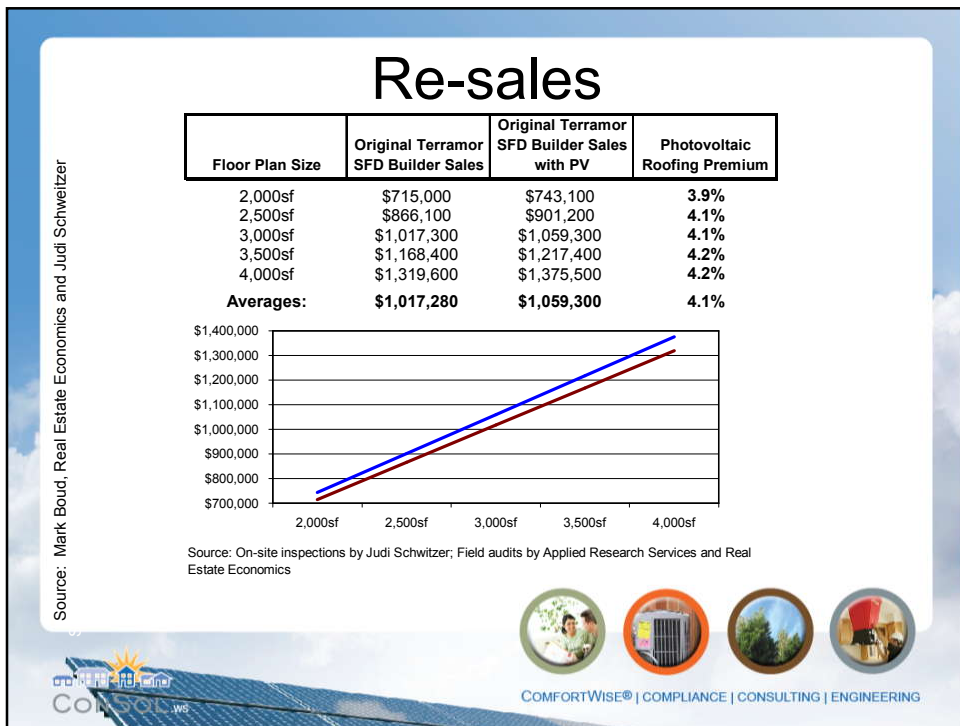 Re-sales
Floor Plan Size
Original Terramor
SFD Builder Sales
Original Terramor
SFD Builder Sales
with PV
Photovoltaic
Roofing Premium
2,000sf $715,000 $743,100 3.9%
2,500sf $866,100 $901,200 4.1%
3,000sf $1,017,300 $1,059,300 4.1%
3,500sf $1,168,400 $1,217,400 4.2%
4,000sf $1,319,600 $1,375,500 4.2%
Averages: $1,017,280 $1,059,300 4.1%
$1,400,000
$1,300,000
$1,200,000
$1,100,000
$1,000,000
$900,000
$800,000
$700,000
2,000sf 2,500sf 3,000sf 3,500sf 4,000sf
Source: On-site inspections by Judi Schwitzer; Field audits by Applied Research Services and Real
Estate Economics
Source: Mark Boud, Real Estate Economics and Judi Schweitzer
ConSol.ws
COMFORTWISE® | COMPLIANCE | CONSULTING | ENGINEERING